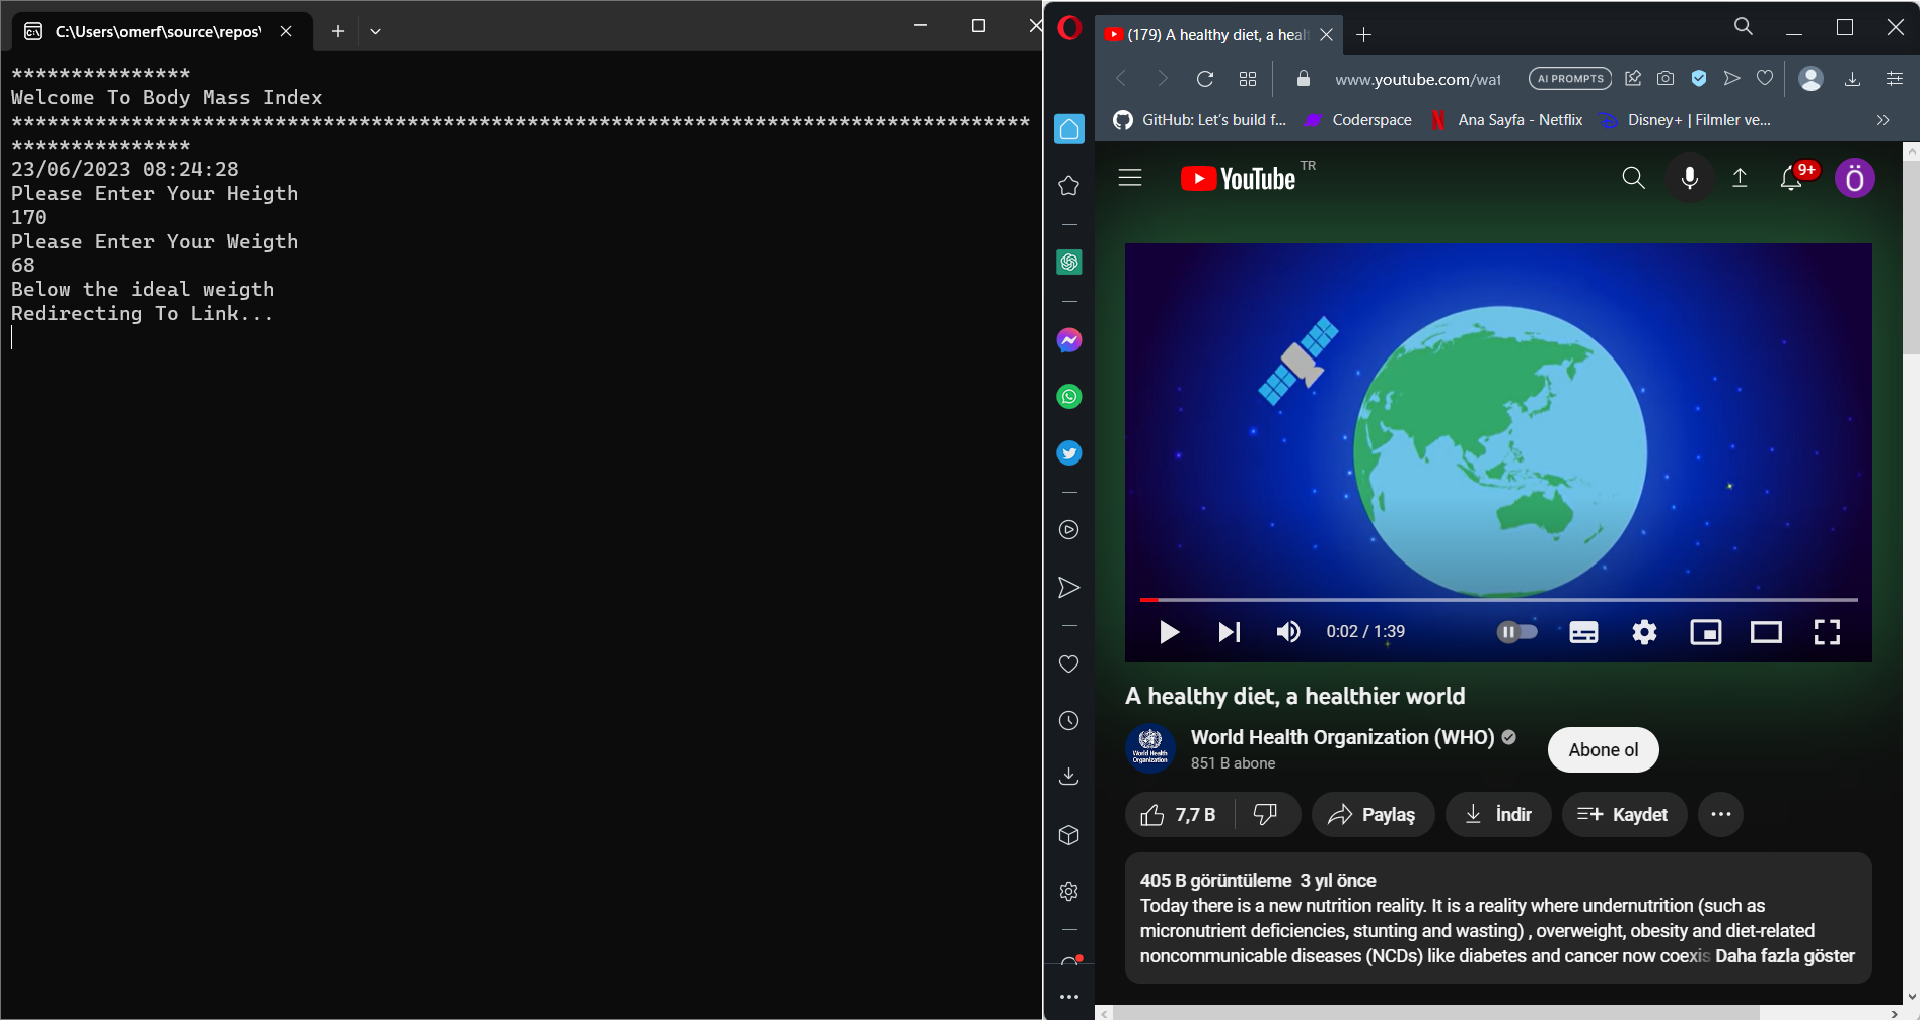 C:\Users\omerf\source\repos\
***************
Welcome To Body Mass Index
*************************************************************************************
***************
23/06/2023 08:24:28
Please Enter Your Heigth
170
Please Enter Your Weigth
68
Below the ideal weigth
Redirecting To Link...
(179) A healthy diet, a healt
www.youtube.com/wat
AI PROMPTS
GitHub: Let's build f...
Coderspace
Ana Sayfa - Netflix
Disney+ | Filmler ve...
YouTube TR
9+
Ö
0:02 / 1:39
A healthy diet, a healthier world
World Health Organization
World Health Organization (WHO)
851 B abone
Abone ol
7,7 B
Paylaş
İndir
Kaydet
405 B görüntüleme 3 yıl önce
Today there is a new nutrition reality. It is a reality where undernutrition (such as
micronutrient deficiencies, stunting and wasting) , overweight, obesity and diet-related
noncommunicable diseases (NCDs) like diabetes and cancer now coexis Daha fazla göster